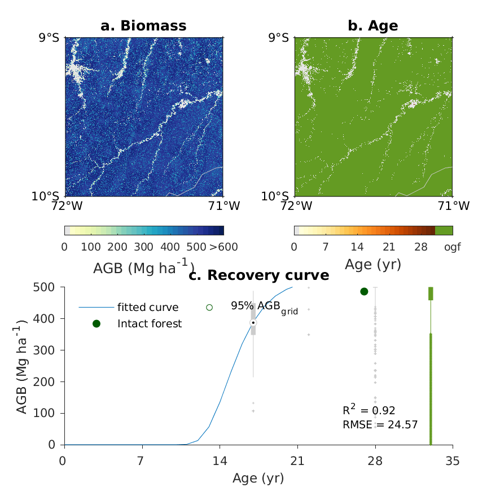 a. Biomass
b. Age
9°S
9°S
10°S
10°S
72°W
71°W
72°W
71°W
0 100 200 300 400 500 >600
0 7 14 21 28 ogf
AGB (Mg ha⁻¹)
Age (yr)
c. Recovery curve
500
400
300
200
100
0
AGB (Mg ha⁻¹)
fitted curve
95% AGB_grid
Intact forest
R² = 0.92
RMSE = 24.57
0 7 14 21 28 35
Age (yr)